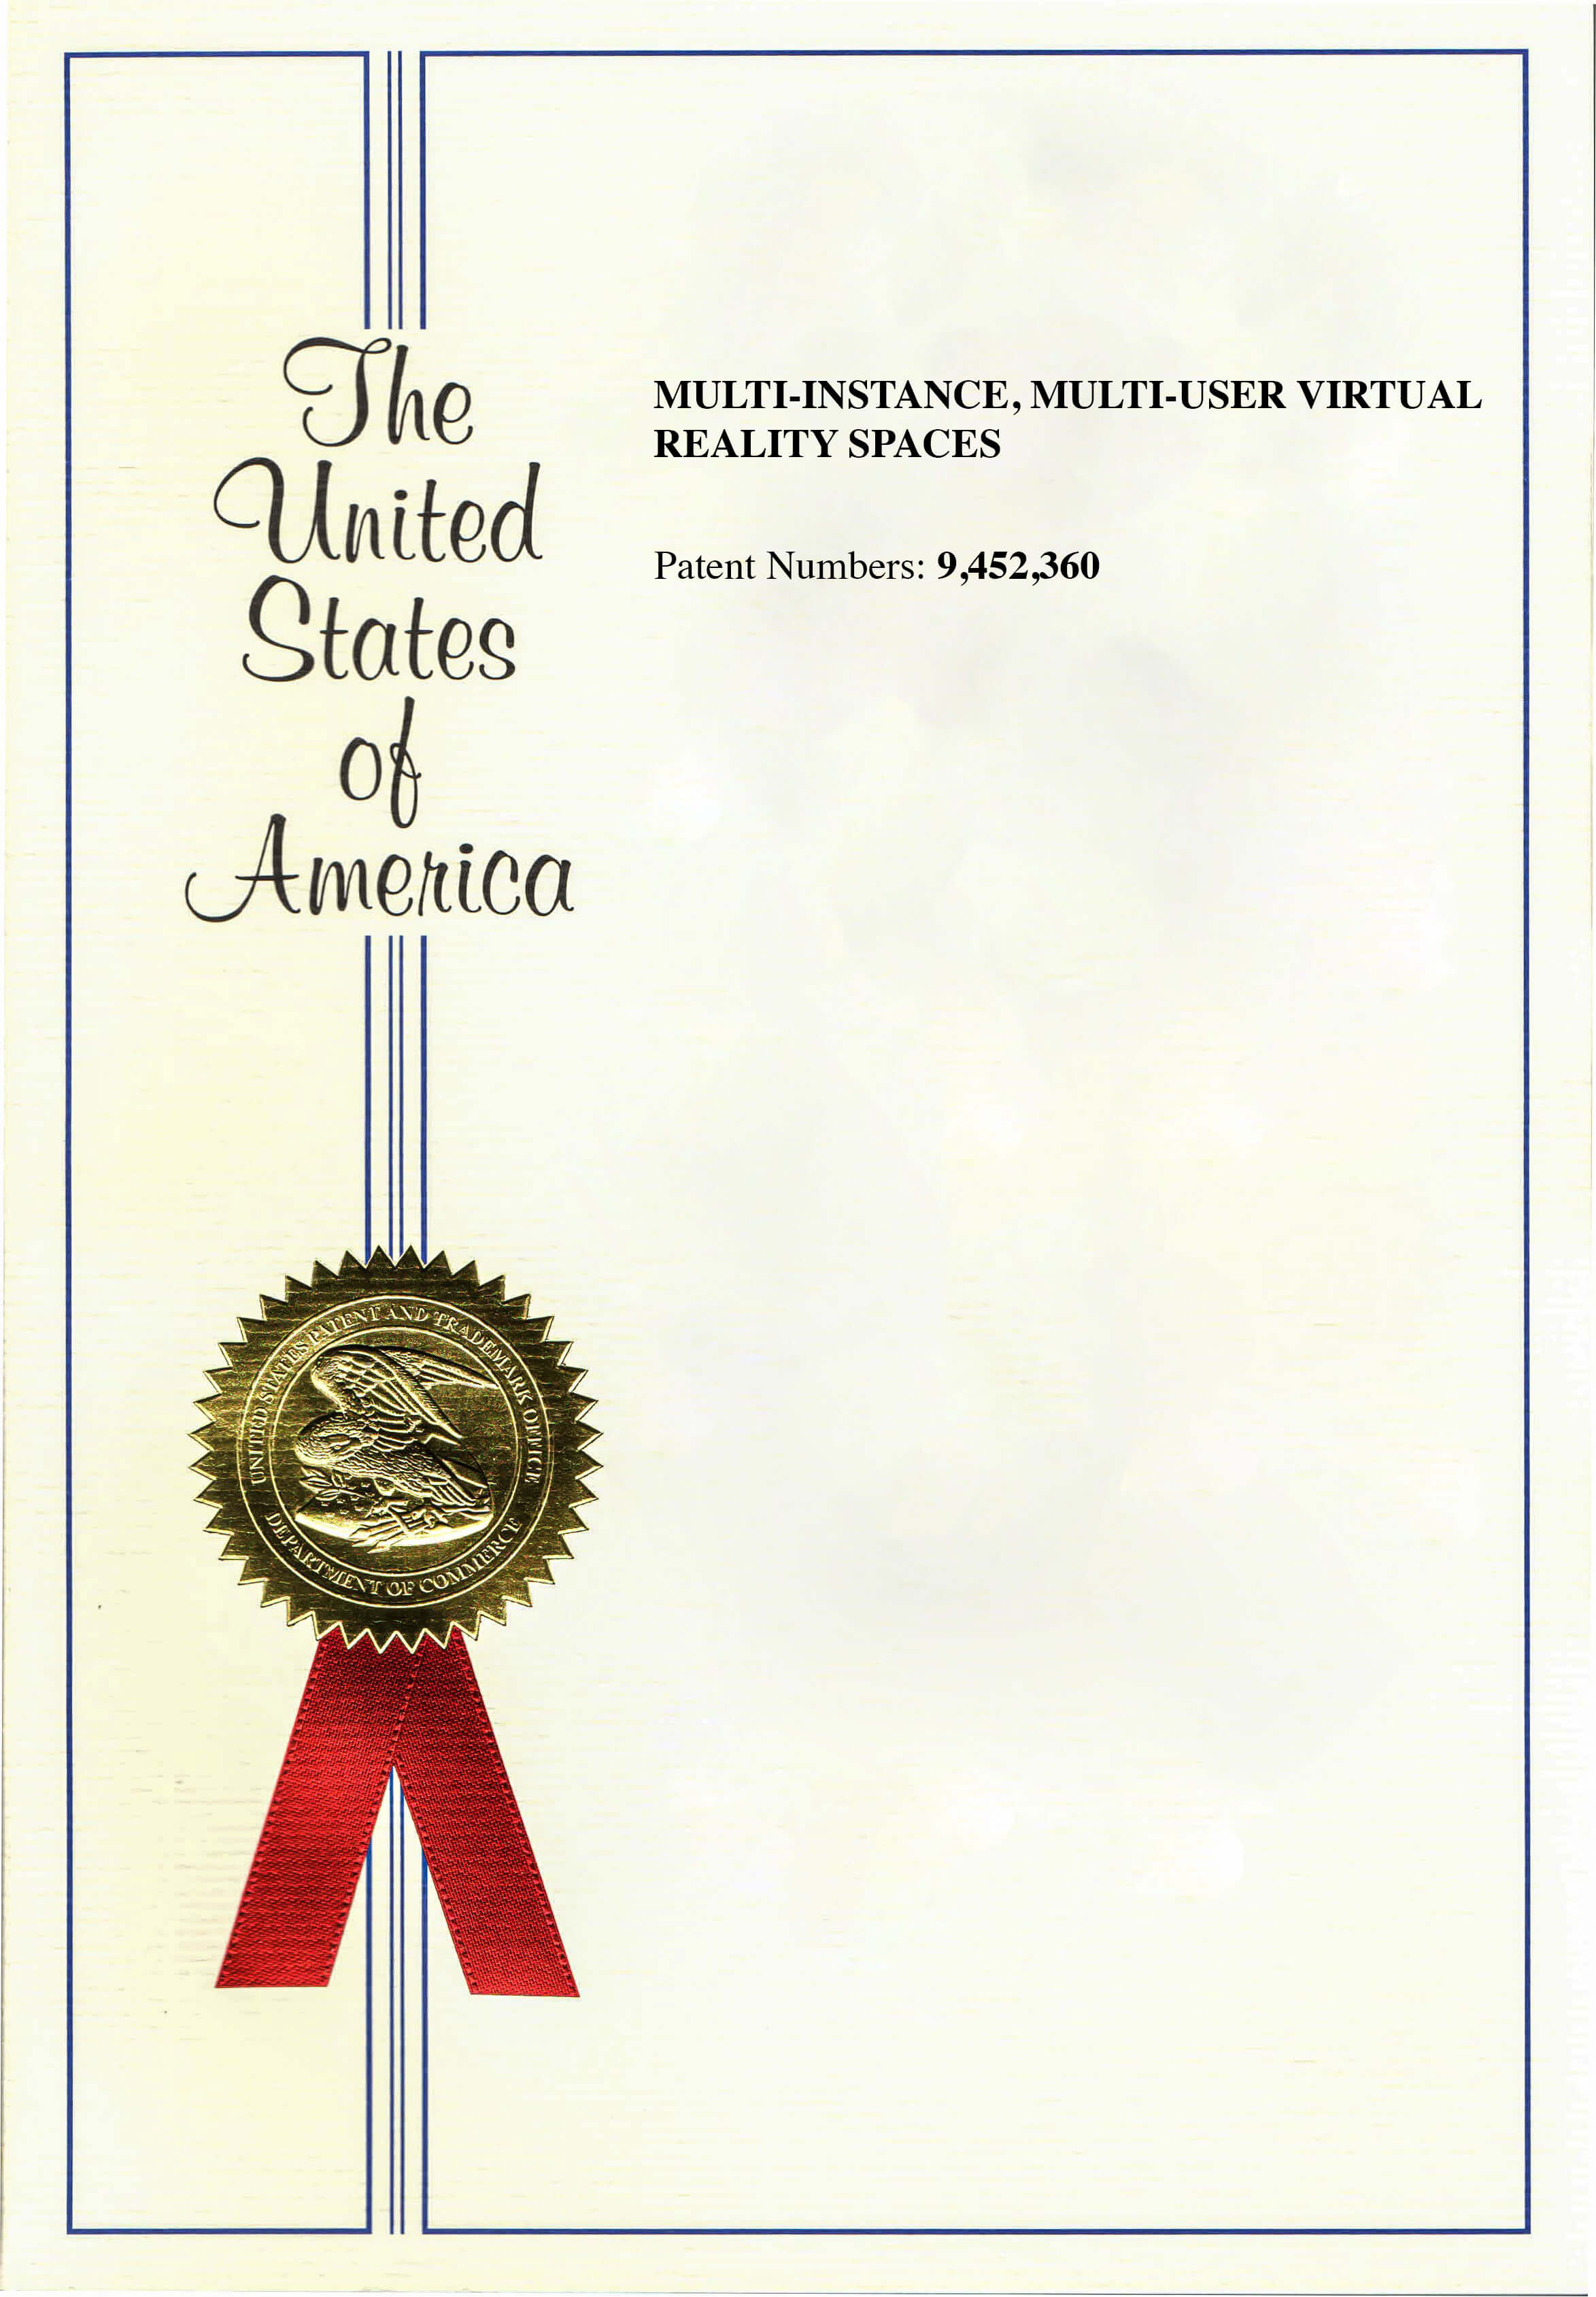 The
United
States
of
America
MULTI-INSTANCE, MULTI-USER VIRTUAL
REALITY SPACES
Patent Numbers: 9,452,360
UNITED STATES PATENT AND TRADEMARK OFFICE
DEPARTMENT OF COMMERCE